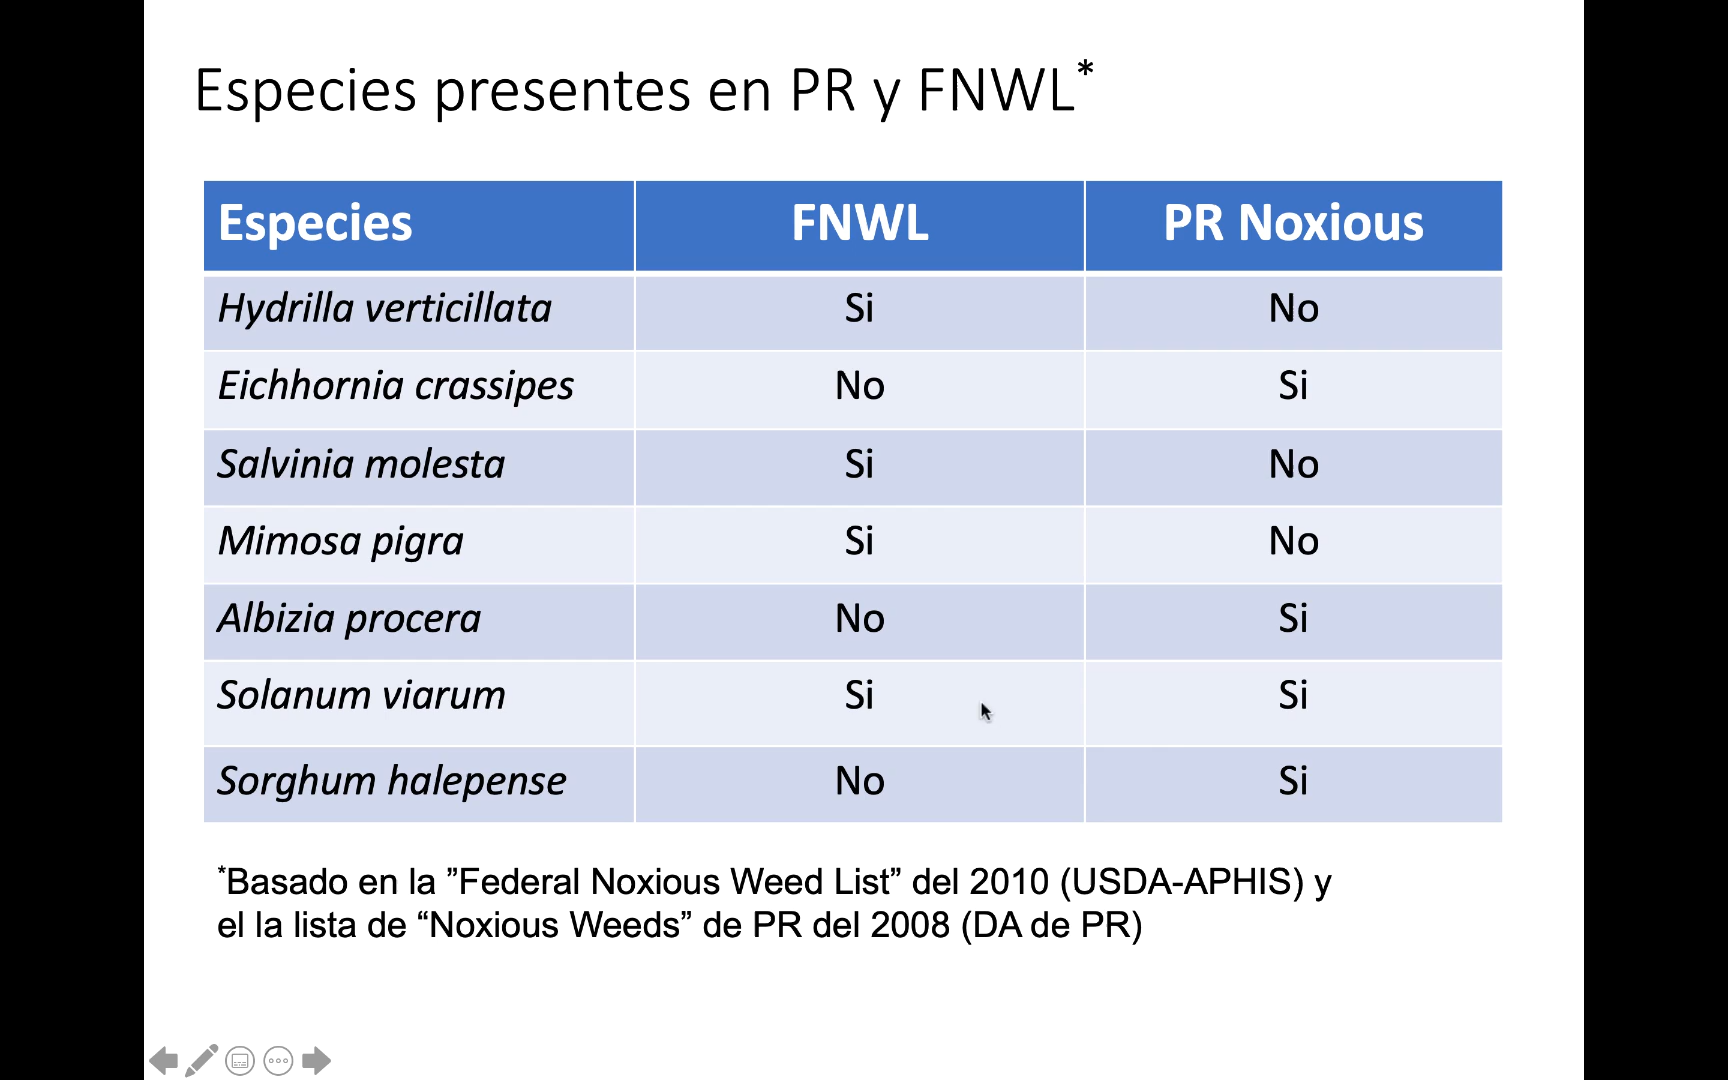 Especies presentes en PR y FNWL*
Especies FNWL PR Noxious
Hydrilla verticillata Si No
Eichhornia crassipes No Si
Salvinia molesta Si No
Mimosa pigra Si No
Albizia procera No Si
Solanum viarum Si Si
Sorghum halepense No Si
*Basado en la ”Federal Noxious Weed List” del 2010 (USDA-APHIS) y
el la lista de “Noxious Weeds” de PR del 2008 (DA de PR)